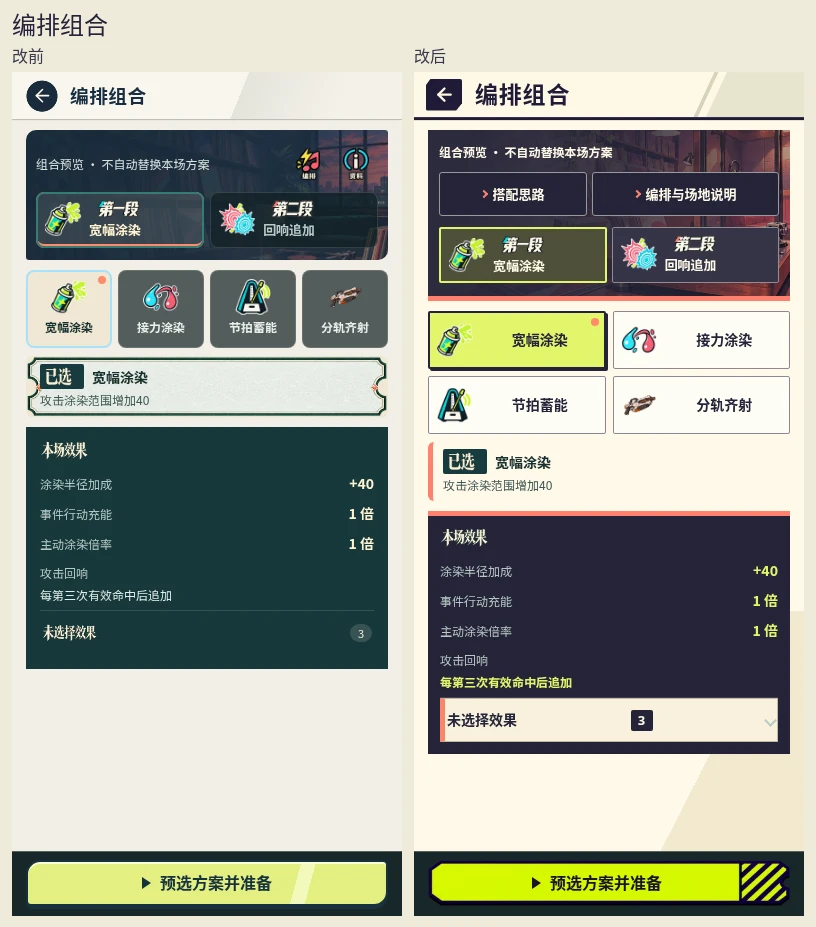 编排组合
改前
编排组合
组合预览 · 不自动替换本场方案
编排
资料
第一段
宽幅涂染
第二段
回响追加
宽幅涂染
接力涂染
节拍蓄能
分轨齐射
已选 宽幅涂染
攻击涂染范围增加40
本场效果
涂染半径加成 +40
事件行动充能 1 倍
主动涂染倍率 1 倍
攻击回响
每第三次有效命中后追加
未选择效果 3
预选方案并准备
改后
编排组合
组合预览 · 不自动替换本场方案
搭配思路
编排与场地说明
第一段
宽幅涂染
第二段
回响追加
宽幅涂染
接力涂染
节拍蓄能
分轨齐射
已选 宽幅涂染
攻击涂染范围增加40
本场效果
涂染半径加成 +40
事件行动充能 1 倍
主动涂染倍率 1 倍
攻击回响
每第三次有效命中后追加
未选择效果 3
预选方案并准备